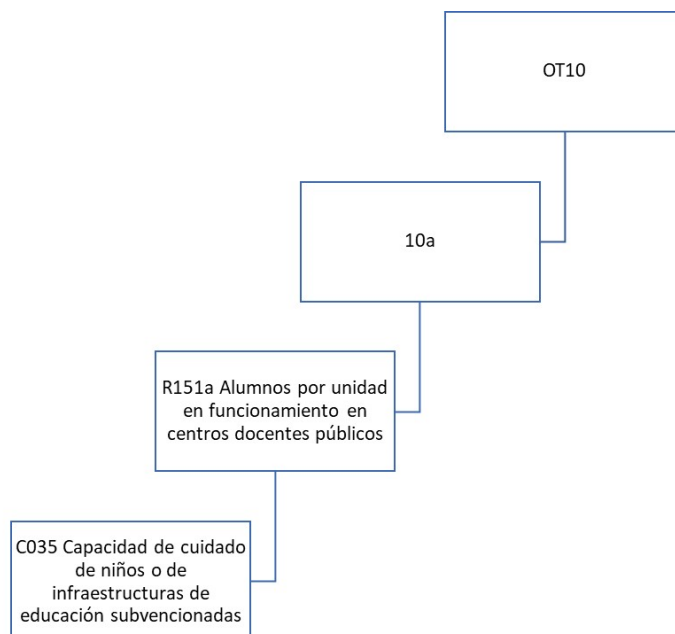 OT10
10a
R151a Alumnos por unidad
en funcionamiento en
centros docentes públicos
C035 Capacidad de cuidado
de niños o de
infraestructuras de
educación subvencionadas